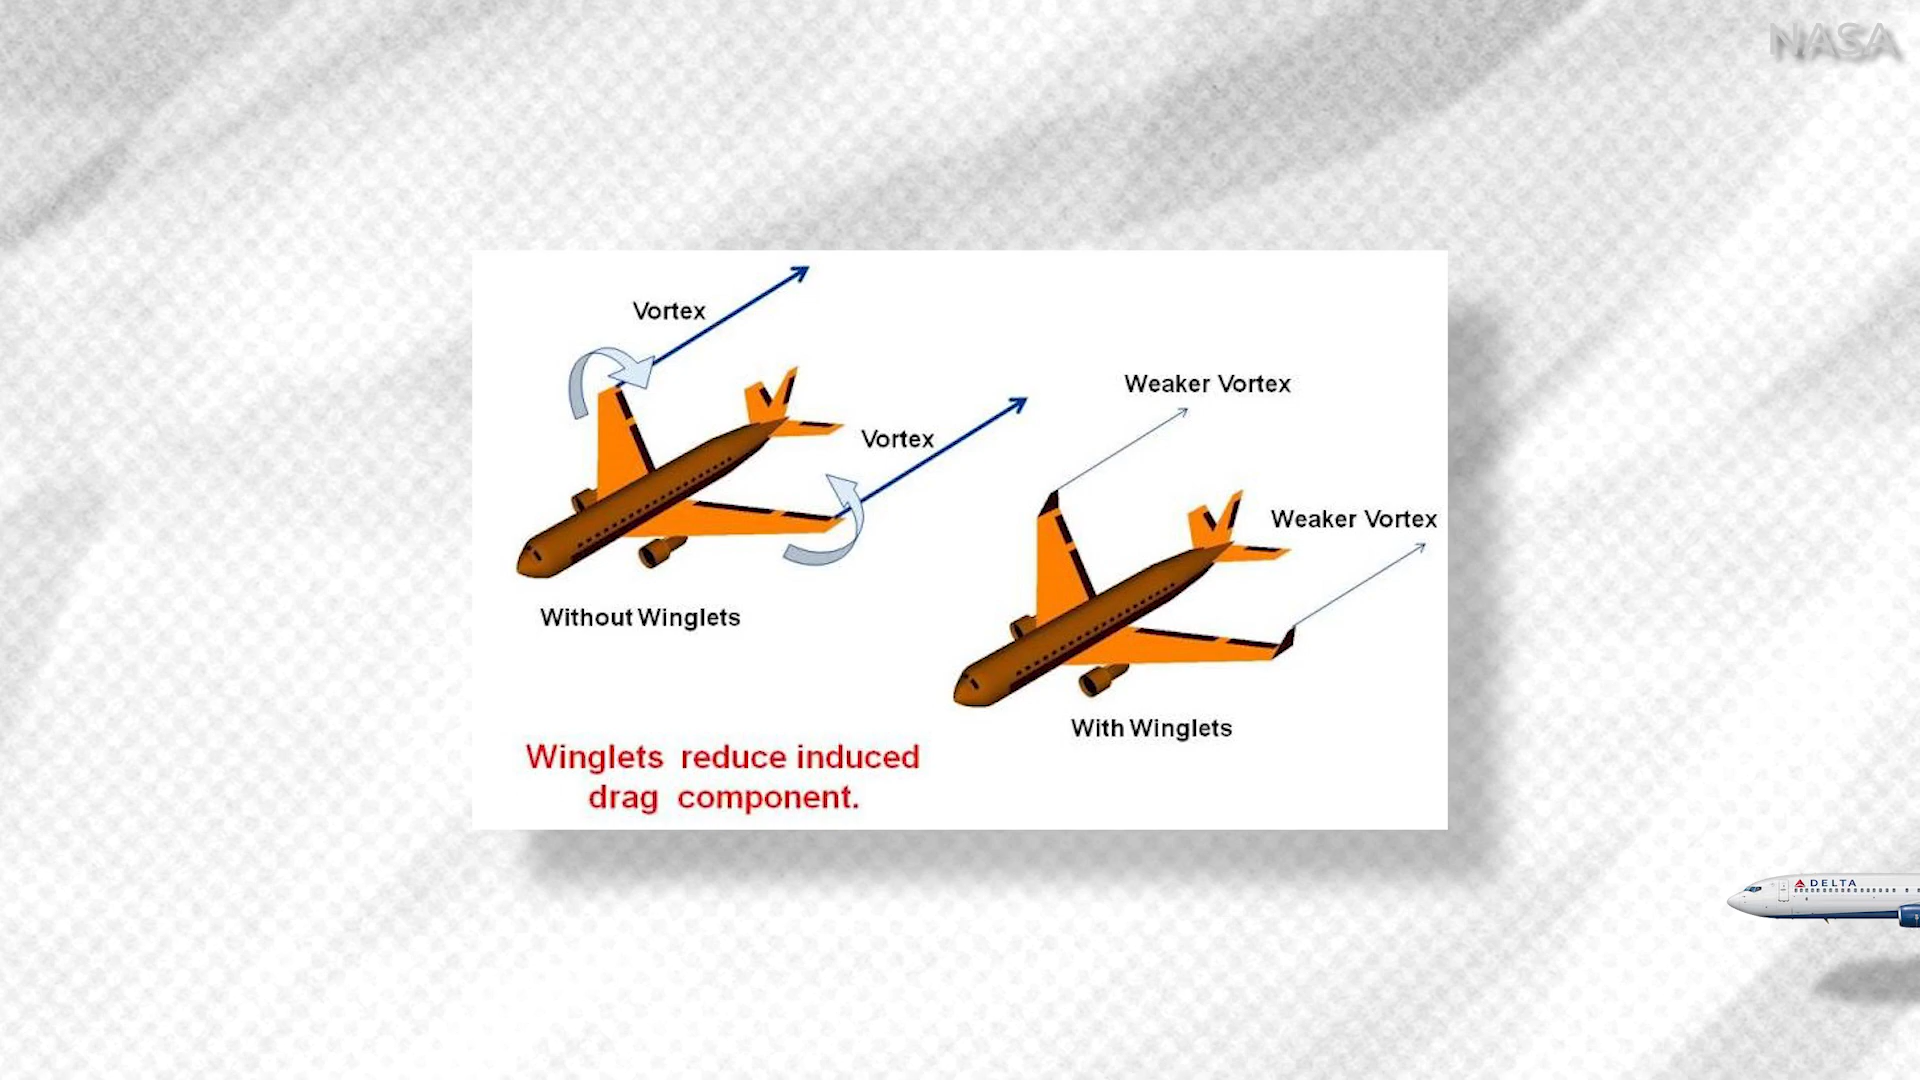 NASA
Vortex
Weaker Vortex
Vortex
Weaker Vortex
Without Winglets
With Winglets
Winglets reduce induced
drag component.
DELTA